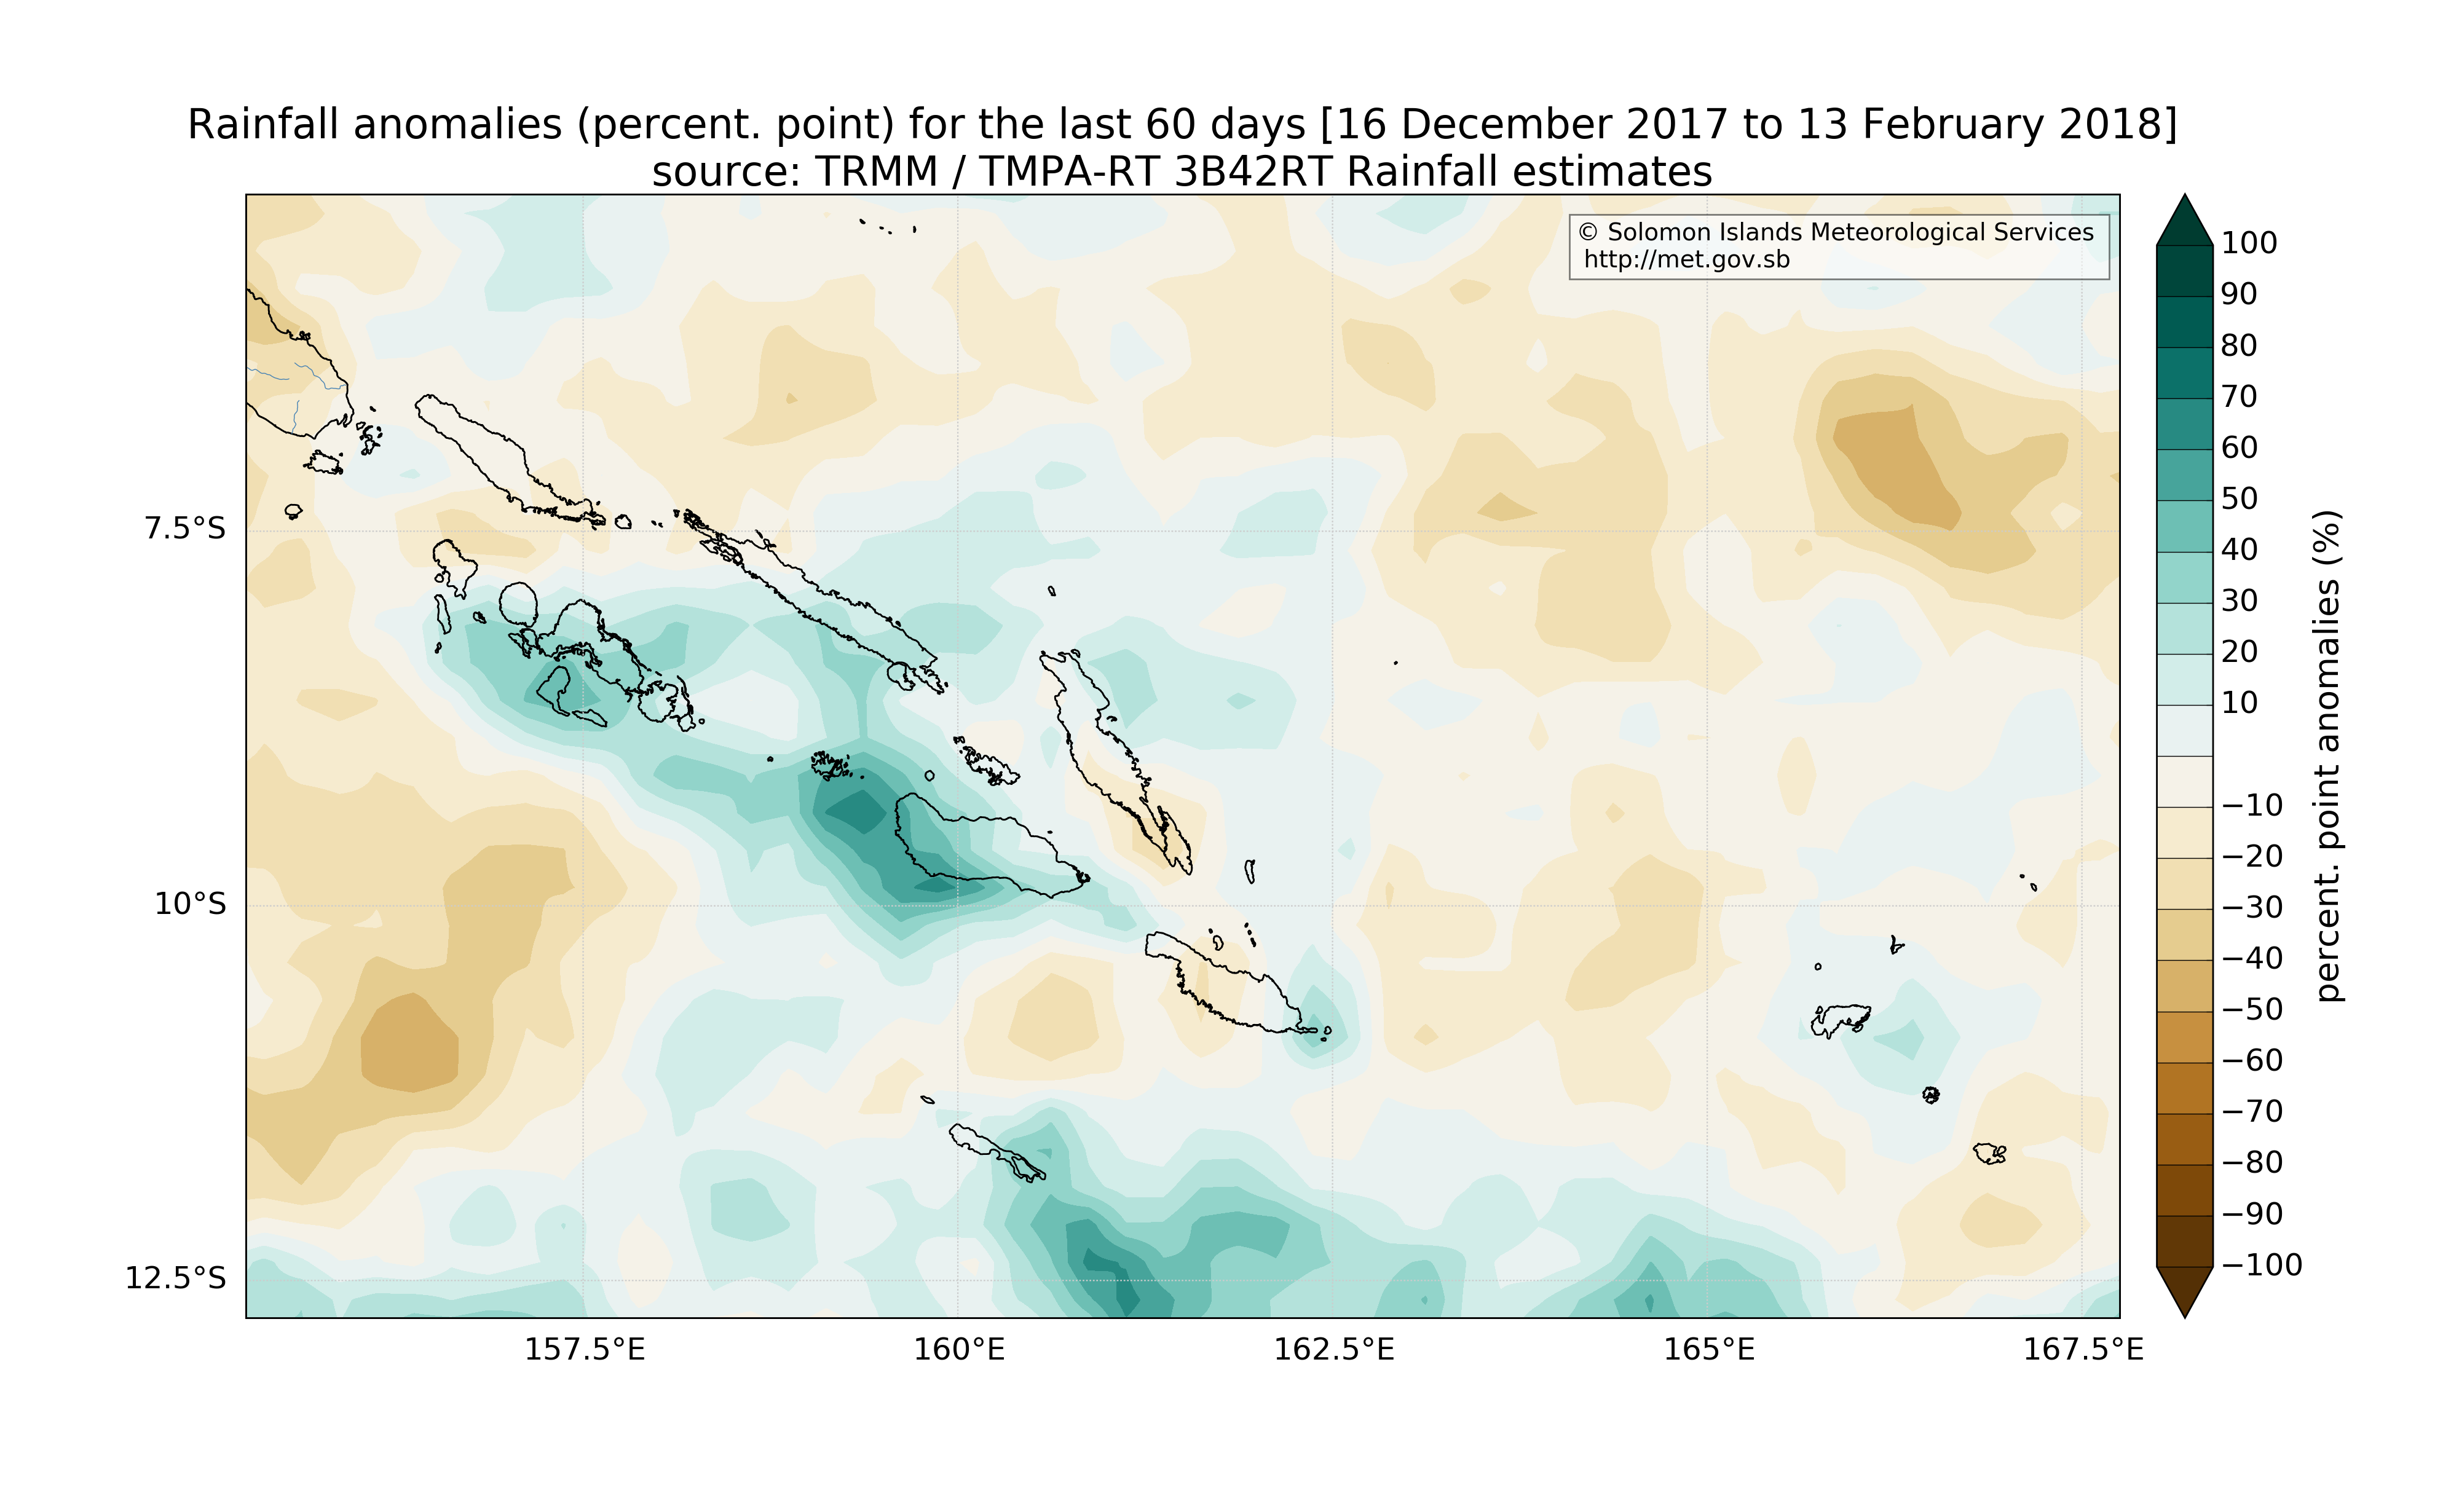 Rainfall anomalies (percent. point) for the last 60 days [16 December 2017 to 13 February 2018]
source: TRMM / TMPA-RT 3B42RT Rainfall estimates
© Solomon Islands Meteorological Services
http://met.gov.sb
7.5°S
10°S
12.5°S
157.5°E
160°E
162.5°E
165°E
167.5°E
100
90
80
70
60
50
40
30
20
10
−10
−20
−30
−40
−50
−60
−70
−80
−90
−100
percent. point anomalies (%)